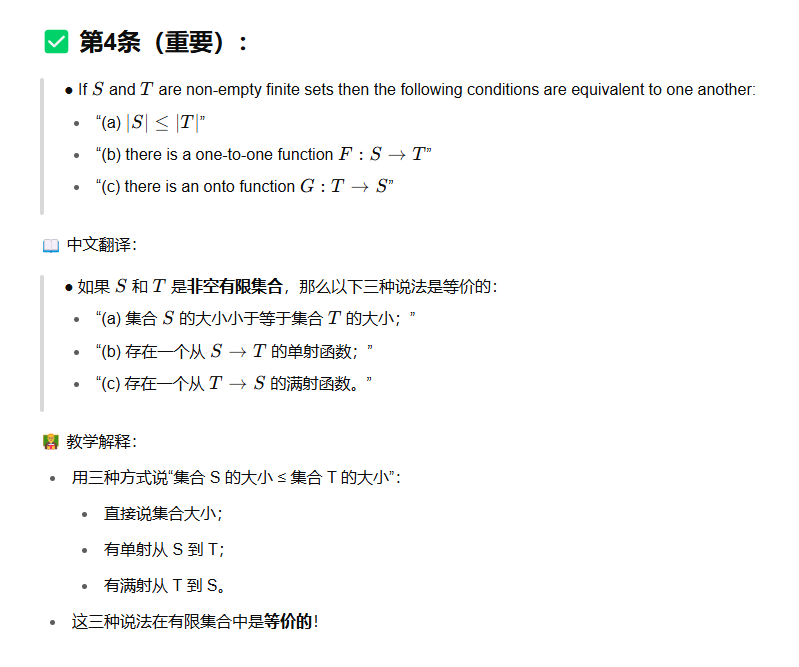 ✅ 第4条（重要）：
● If S and T are non-empty finite sets then the following conditions are equivalent to one another:
• “(a) |S| ≤ |T|”
• “(b) there is a one-to-one function F : S → T”
• “(c) there is an onto function G : T → S”
📖 中文翻译：
● 如果 S 和 T 是非空有限集合，那么以下三种说法是等价的：
• “(a) 集合 S 的大小小于等于集合 T 的大小；”
• “(b) 存在一个从 S → T 的单射函数；”
• “(c) 存在一个从 T → S 的满射函数。”
👩‍🏫 教学解释：
• 用三种方式说“集合 S 的大小 ≤ 集合 T 的大小”：
• 直接说集合大小；
• 有单射从 S 到 T；
• 有满射从 T 到 S。
• 这三种说法在有限集合中是等价的！